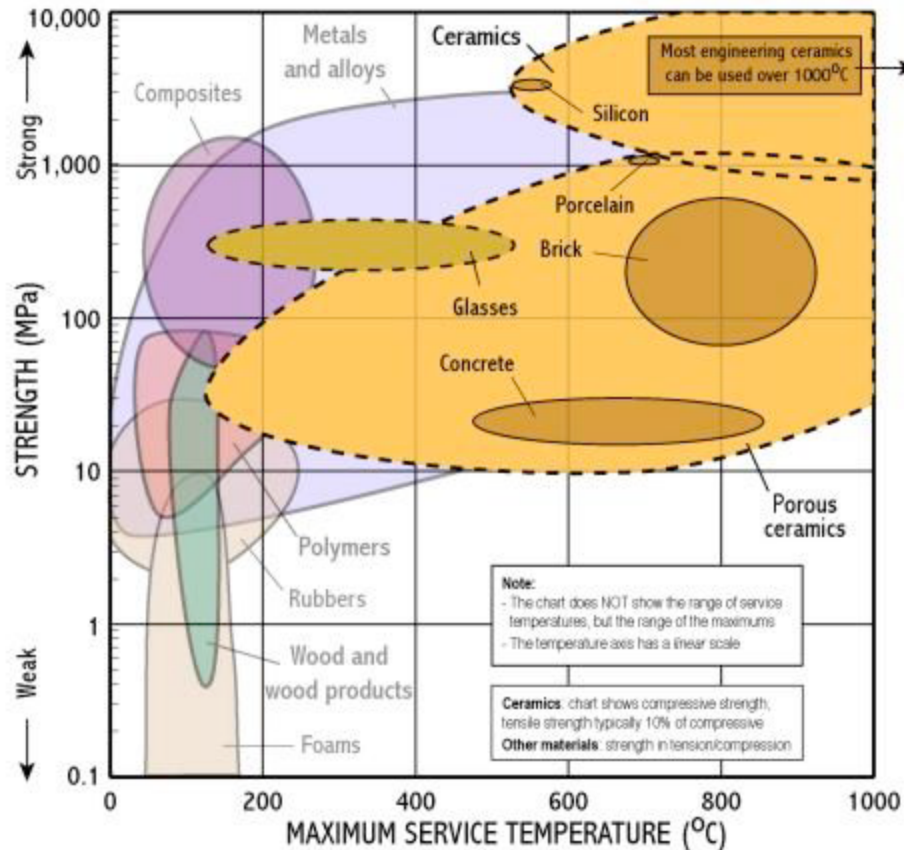 10,000
1,000
100
10
1
0.1
Strong
STRENGTH (MPa)
Weak
Metals
and alloys
Composites
Ceramics
Most engineering ceramics
can be used over 1000°C
Silicon
Porcelain
Brick
Glasses
Concrete
Porous
ceramics
Polymers
Rubbers
Wood and
wood products
Foams
Note:
- The chart does NOT show the range of service
temperatures, but the range of the maximums
- The temperature axis has a linear scale
Ceramics: chart shows compressive strength,
tensile strength typically 10% of compressive
Other materials: strength in tension/compression
0 200 400 600 800 1000
MAXIMUM SERVICE TEMPERATURE (°C)